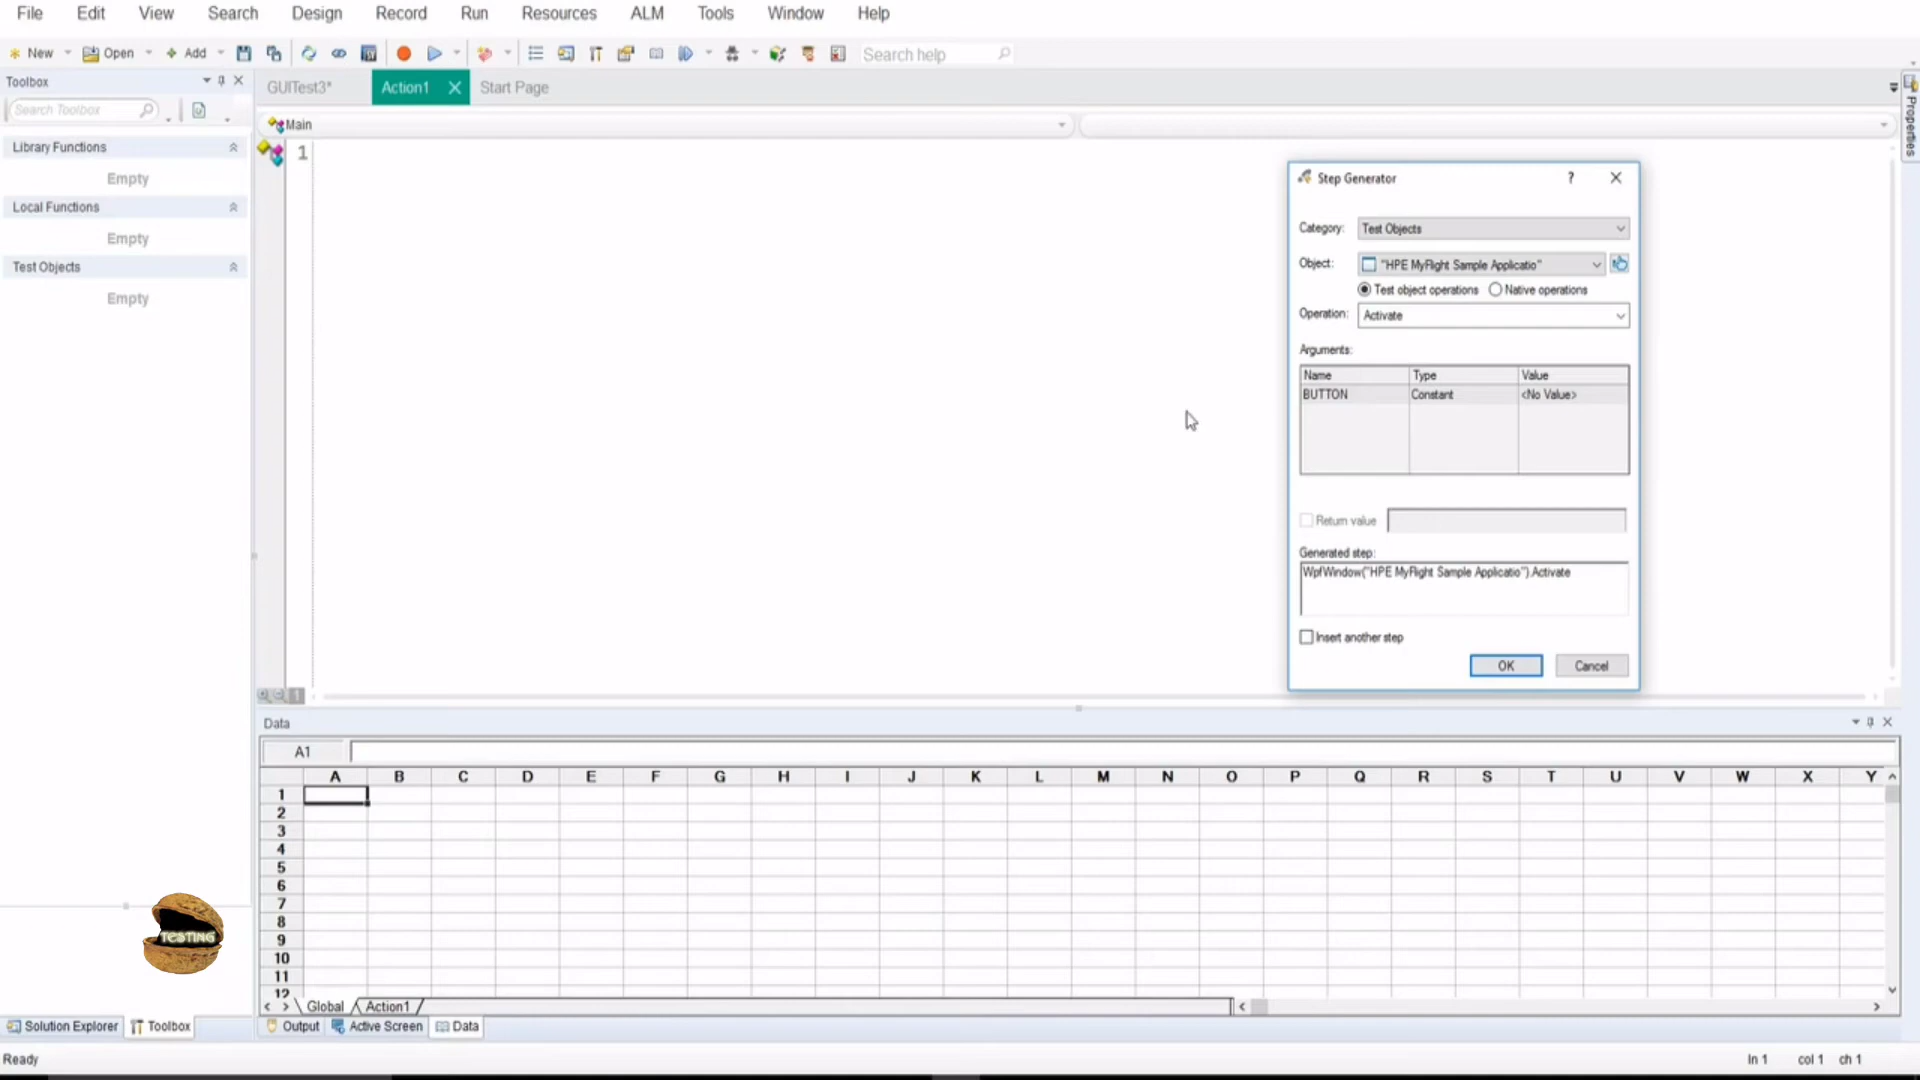 File Edit View Search Design Record Run Resources ALM Tools Window Help
New Open Add Search help
Toolbox
Search Toolbox
Library Functions
Empty
Local Functions
Empty
Test Objects
Empty
GUITest3* Action1 Start Page
Main
1
Properties
Step Generator ?
Category: Test Objects
Object: "HPE MyFlight Sample Applicatio"
Test object operations Native operations
Operation: Activate
Arguments:
Name Type Value
BUTTON Constant <No Value>
Return value
Generated step:
WpfWindow("HPE MyFlight Sample Applicatio").Activate
Insert another step
OK Cancel
1
Data
A1
A B C D E F G H I J K L M N O P Q R S T U V W X Y
1
2
3
4
5
6
7
8
9
10
11
12
Global Action1
TESTING
Solution Explorer Toolbox Output Active Screen Data
Ready ln 1 col 1 ch 1